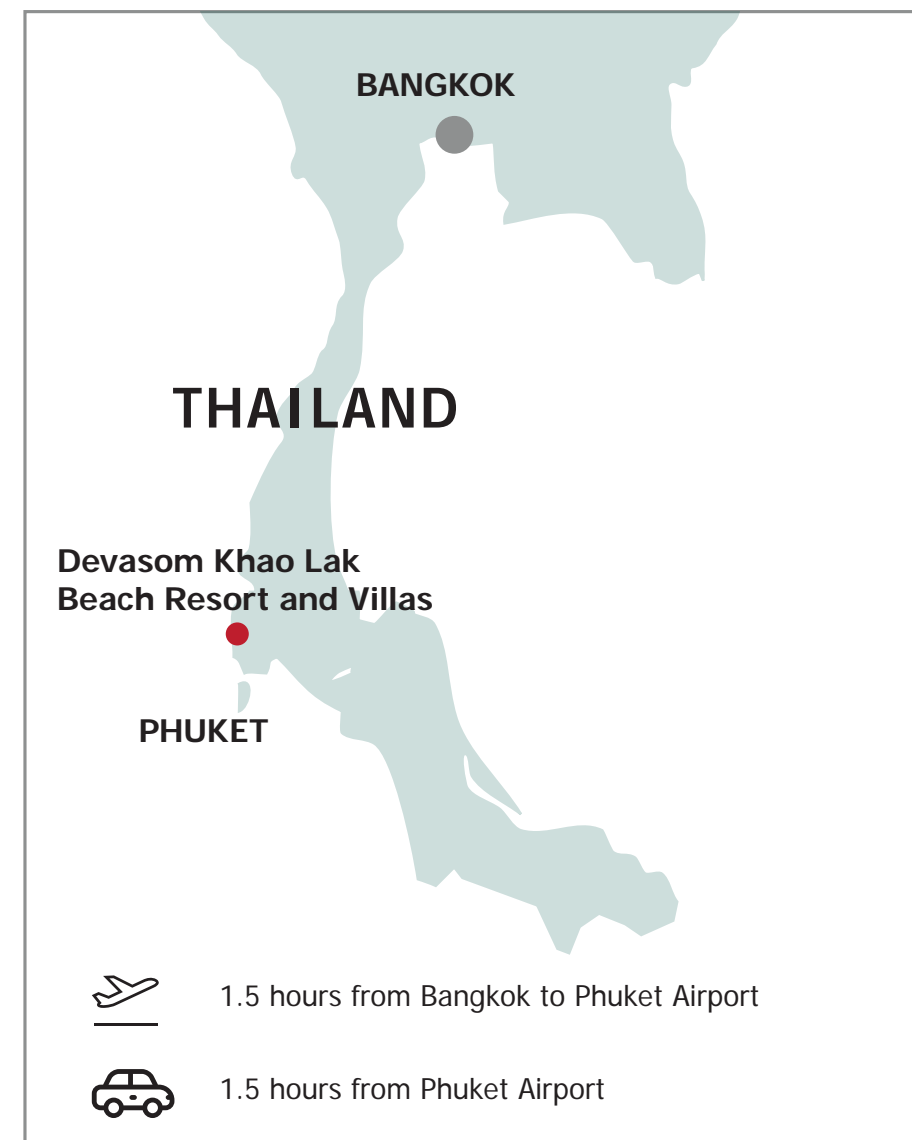 BANGKOK
THAILAND
Devasom Khao Lak
Beach Resort and Villas
PHUKET
1.5 hours from Bangkok to Phuket Airport
1.5 hours from Phuket Airport